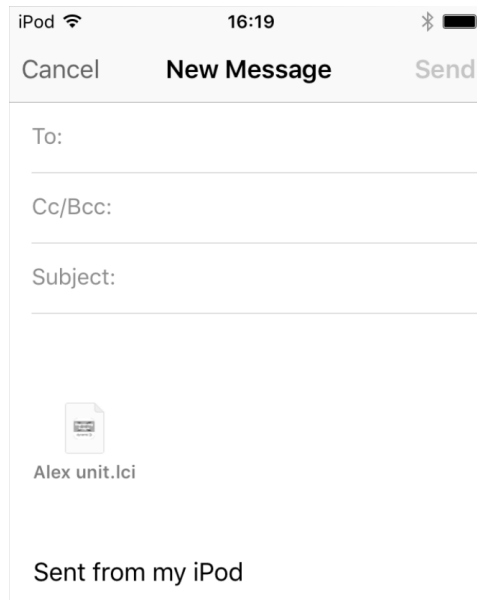 iPod 16:19
Cancel New Message Send
To:
Cc/Bcc:
Subject:
Alex unit.lci
Sent from my iPod